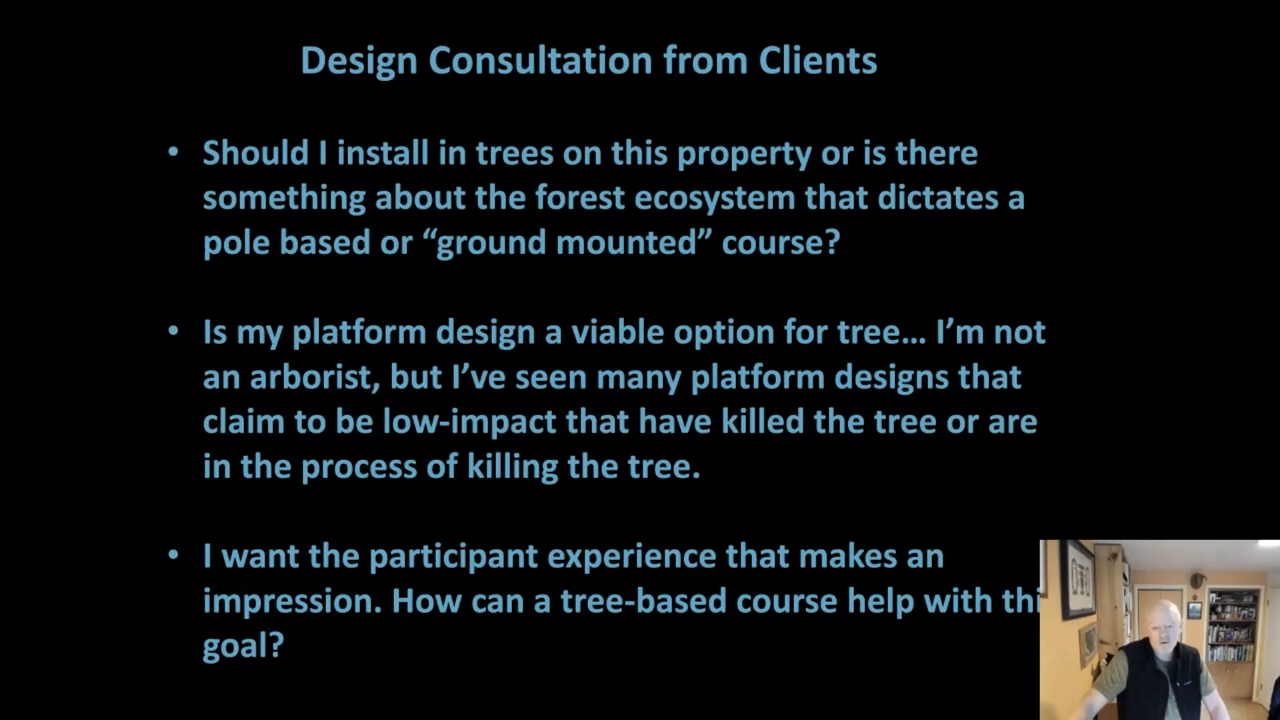 Design Consultation from Clients
• Should I install in trees on this property or is there
something about the forest ecosystem that dictates a
pole based or “ground mounted” course?
• Is my platform design a viable option for tree… I’m not
an arborist, but I’ve seen many platform designs that
claim to be low-impact that have killed the tree or are
in the process of killing the tree.
• I want the participant experience that makes an
impression. How can a tree-based course help with thi
goal?